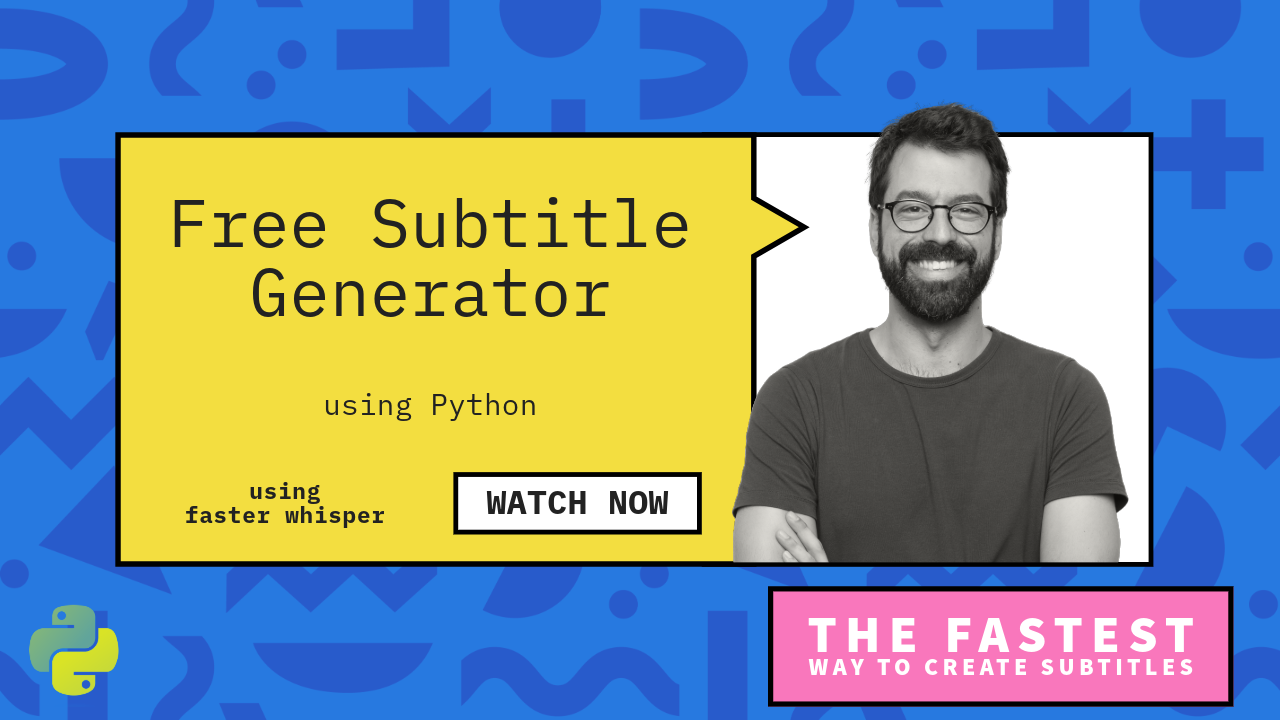 Free Subtitle
Generator
using Python
using
faster whisper
WATCH NOW
THE FASTEST
WAY TO CREATE SUBTITLES